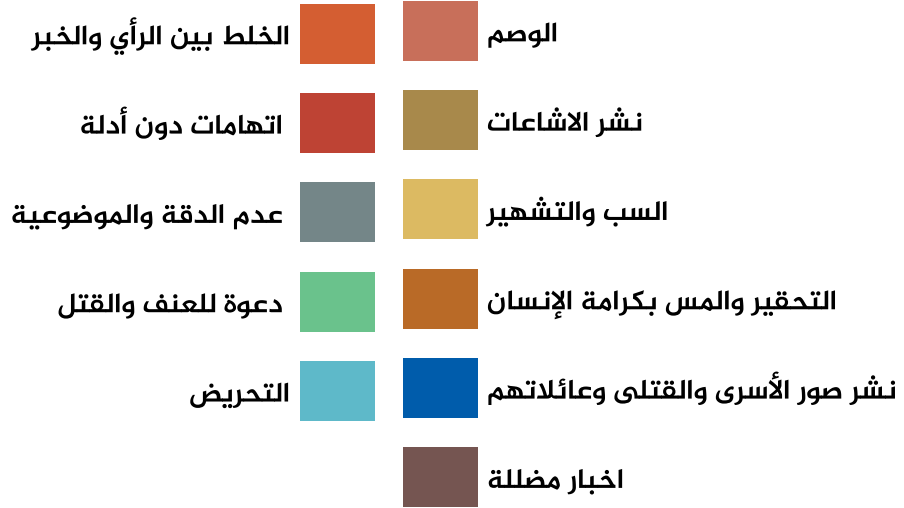 الوصم
نشر الاشاعات
السب والتشهير
التحقير والمس بكرامة الإنسان
نشر صور الأسرى والقتلى وعائلاتهم
اخبار مضللة
الخلط بين الرأي والخبر
اتهامات دون أدلة
عدم الدقة والموضوعية
دعوة للعنف والقتل
التحريض